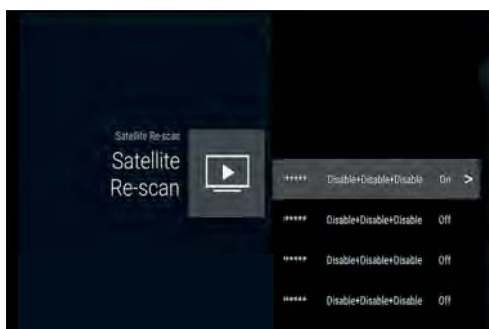 Satellite Re-scan
Satellite
Re-scan
***** Disable+Disable+Disable On >
***** Disable+Disable+Disable Off
***** Disable+Disable+Disable Off
***** Disable+Disable+Disable Off